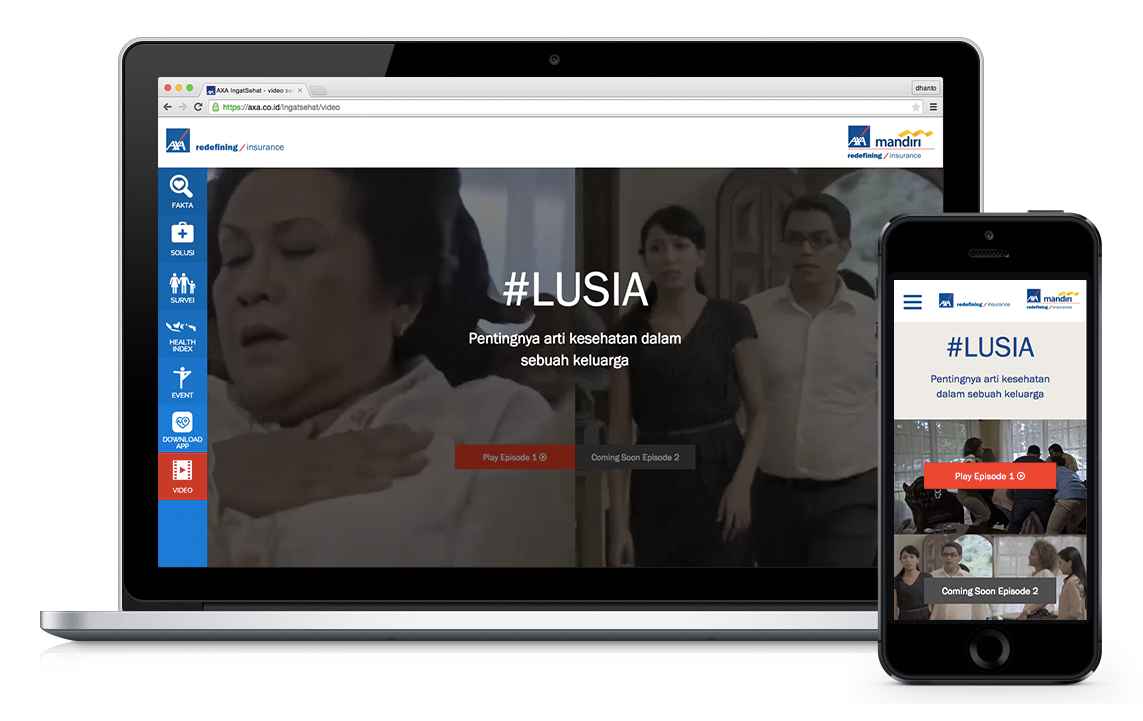 AXA IngatSehat - video se
dhanto
https://axa.co.id/ingatsehat/video
AXA
redefining / insurance
AXA
mandiri
redefining / insurance
FAKTA
SOLUSI
SURVEI
HEALTH
INDEX
EVENT
DOWNLOAD
APP
VIDEO
#LUSIA
Pentingnya arti kesehatan dalam
sebuah keluarga
Play Episode 1
Coming Soon Episode 2
AXA
redefining / insurance
AXA
mandiri
redefining / insurance
#LUSIA
Pentingnya arti kesehatan
dalam sebuah keluarga
Play Episode 1
Coming Soon Episode 2